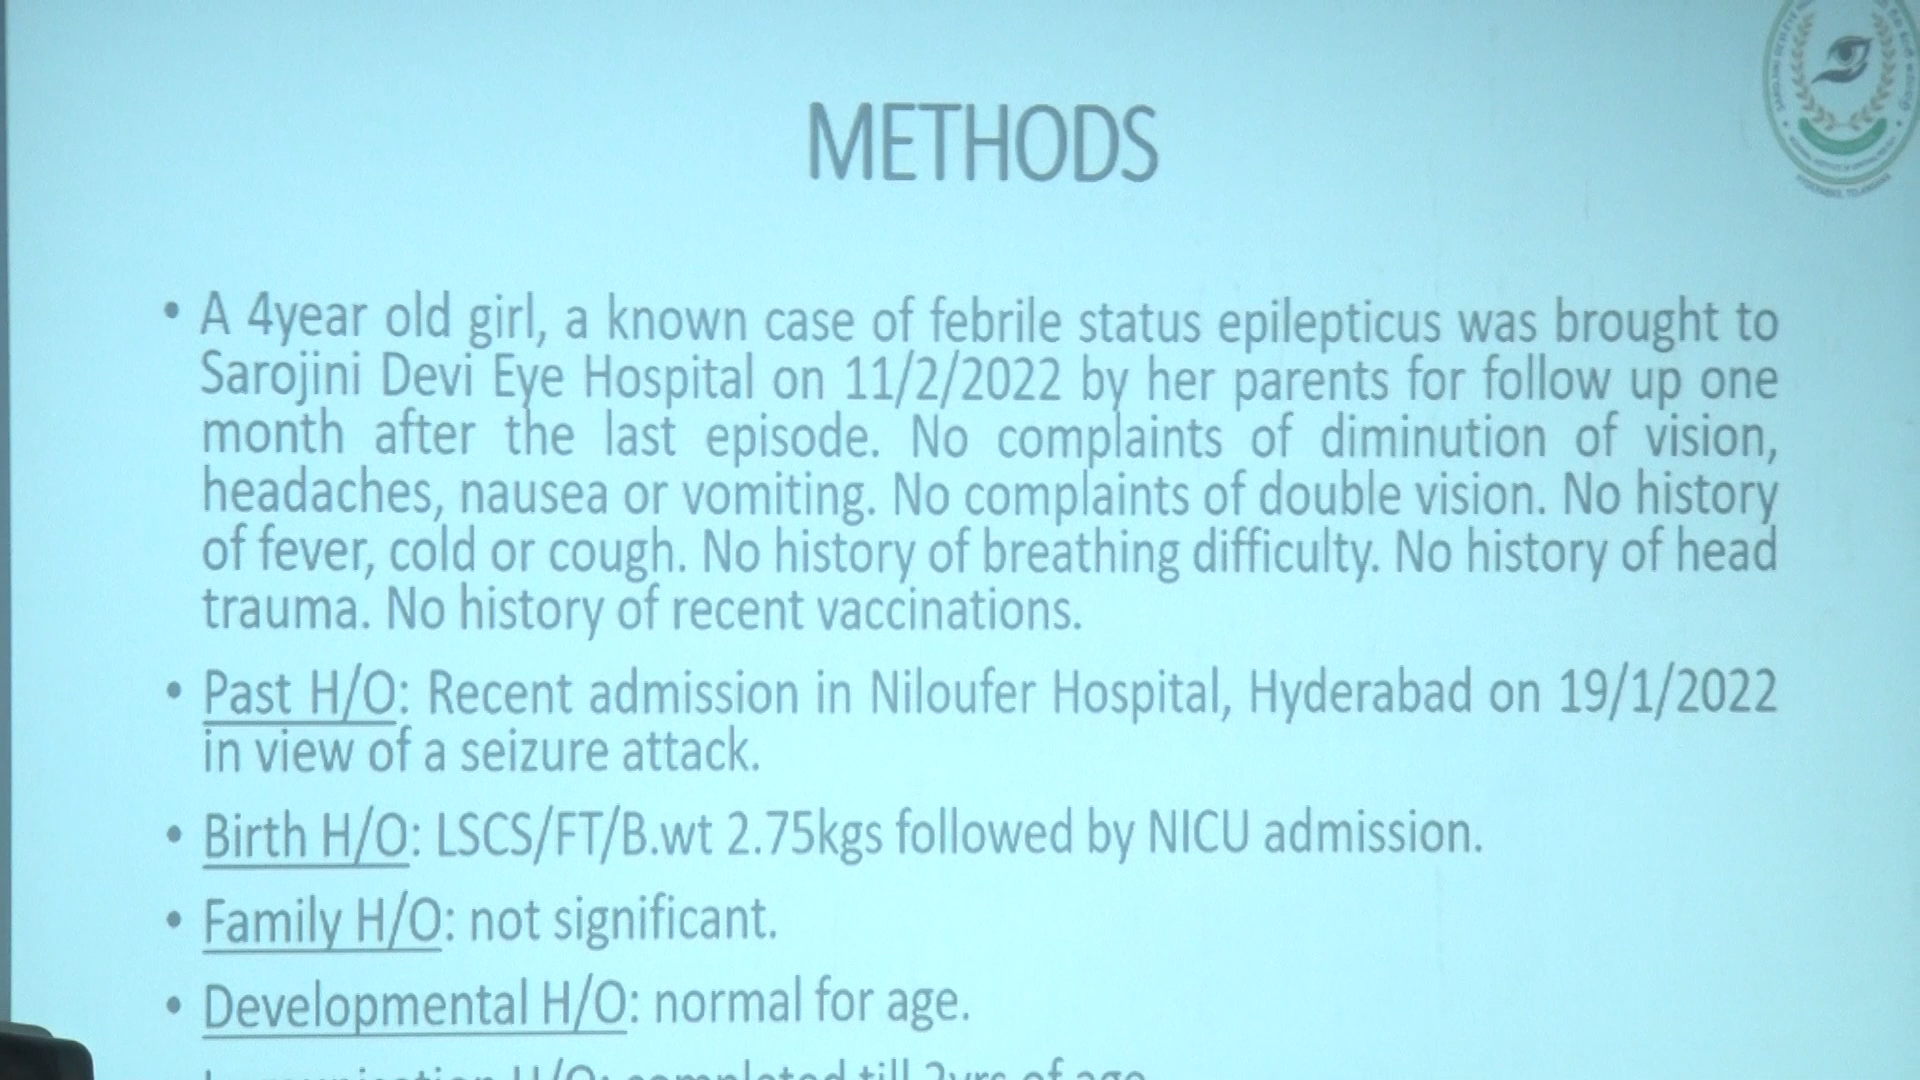 METHODS
• A 4year old girl, a known case of febrile status epilepticus was brought to
Sarojini Devi Eye Hospital on 11/2/2022 by her parents for follow up one
month after the last episode. No complaints of diminution of vision,
headaches, nausea or vomiting. No complaints of double vision. No history
of fever, cold or cough. No history of breathing difficulty. No history of head
trauma. No history of recent vaccinations.
• Past H/O: Recent admission in Niloufer Hospital, Hyderabad on 19/1/2022
in view of a seizure attack.
• Birth H/O: LSCS/FT/B.wt 2.75kgs followed by NICU admission.
• Family H/O: not significant.
• Developmental H/O: normal for age.
H/O: completed till 2yrs of age